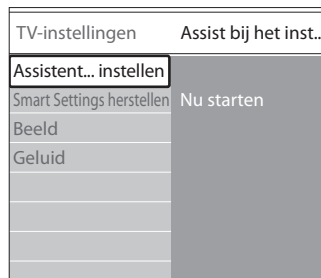 TV-instellingen Assist bij het inst..
Assistent... instellen
Smart Settings herstellen Nu starten
Beeld
Geluid